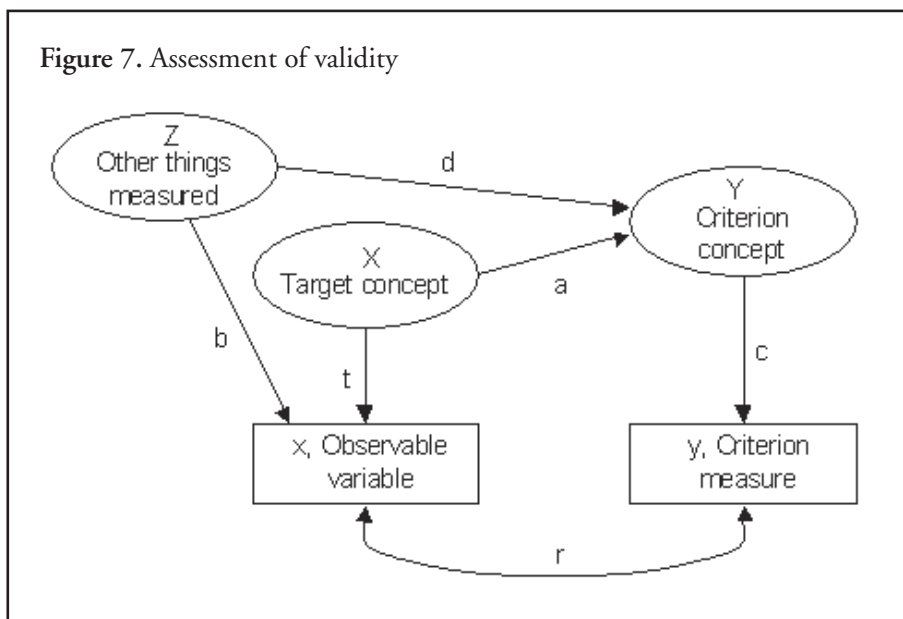 Figure 7. Assessment of validity
Z
Other things
measured
d
Y
Criterion
concept
X
Target concept
a
b
t
c
x, Observable
variable
y, Criterion
measure
r